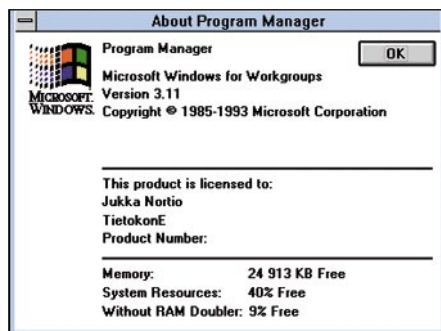 About Program Manager
Program Manager
OK
Microsoft Windows for Workgroups
Version 3.11
Copyright © 1985-1993 Microsoft Corporation
MICROSOFT.
WINDOWS.
This product is licensed to:
Jukka Nortio
TietokonE
Product Number:
Memory: 24 913 KB Free
System Resources: 40% Free
Without RAM Doubler: 9% Free